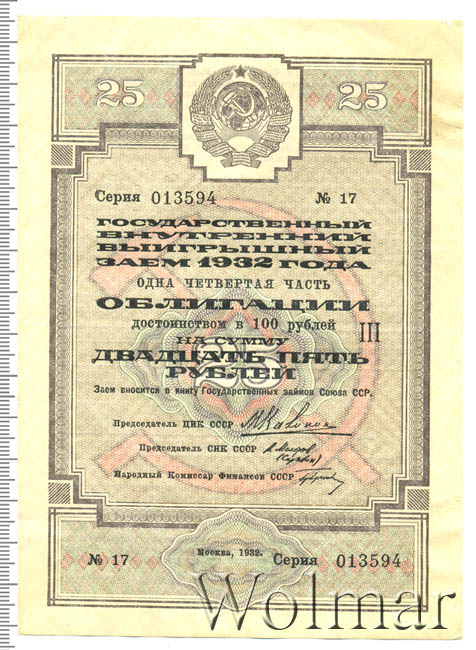 25 25
Серия 013594 № 17
ГОСУДАРСТВЕННЫЙ
ВНУТРЕННИЙ
ВЫИГРЫШНЫЙ
ЗАЕМ 1932 ГОДА
ОДНА ЧЕТВЕРТАЯ ЧАСТЬ
ОБЛИГАЦИИ
достоинством в 100 рублей III
НА СУММУ
ДВАДЦАТЬ ПЯТЬ
РУБЛЕЙ
25
Заем вносится в книгу Государственных займов Союза ССР.
Председатель ЦИК СССР
Председатель СНК СССР
Народный Комиссар Финансов СССР
Москва, 1932.
№ 17 Серия 013594
Wolmar